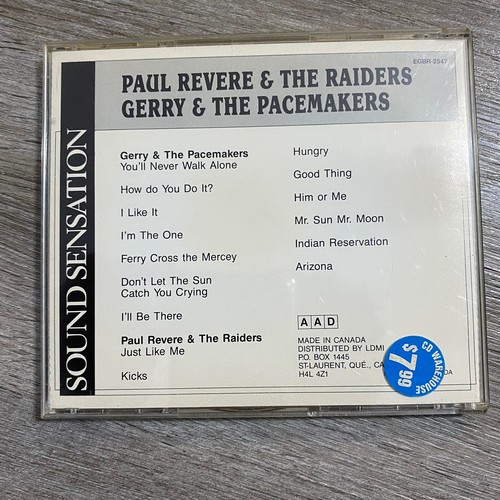 PAUL REVERE & THE RAIDERS
GERRY & THE PACEMAKERS
EGBR-2547
SOUND SENSATION
Gerry & The Pacemakers
You'll Never Walk Alone
How do You Do It?
I Like It
I'm The One
Ferry Cross the Mercey
Don't Let The Sun
Catch You Crying
I'll Be There
Paul Revere & The Raiders
Just Like Me
Kicks
Hungry
Good Thing
Him or Me
Mr. Sun Mr. Moon
Indian Reservation
Arizona
A A D
MADE IN CANADA
DISTRIBUTED BY LDMI
P.O. BOX 1445
ST-LAURENT, QUÉ., CA
H4L 4Z1
CD WAREHOUSE
$7.99